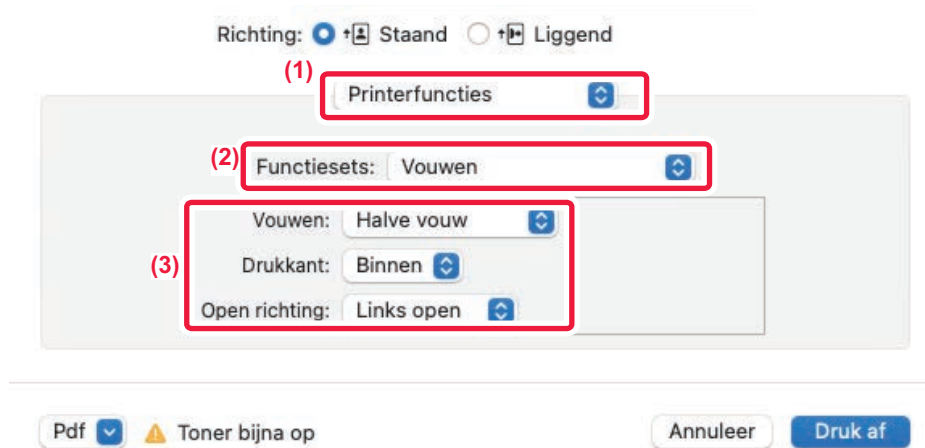 Richting: Staand Liggend
(1)
Printerfuncties
(2) Functiesets: Vouwen
Vouwen: Halve vouw
(3) Drukkant: Binnen
Open richting: Links open
Pdf Toner bijna op Annuleer Druk af